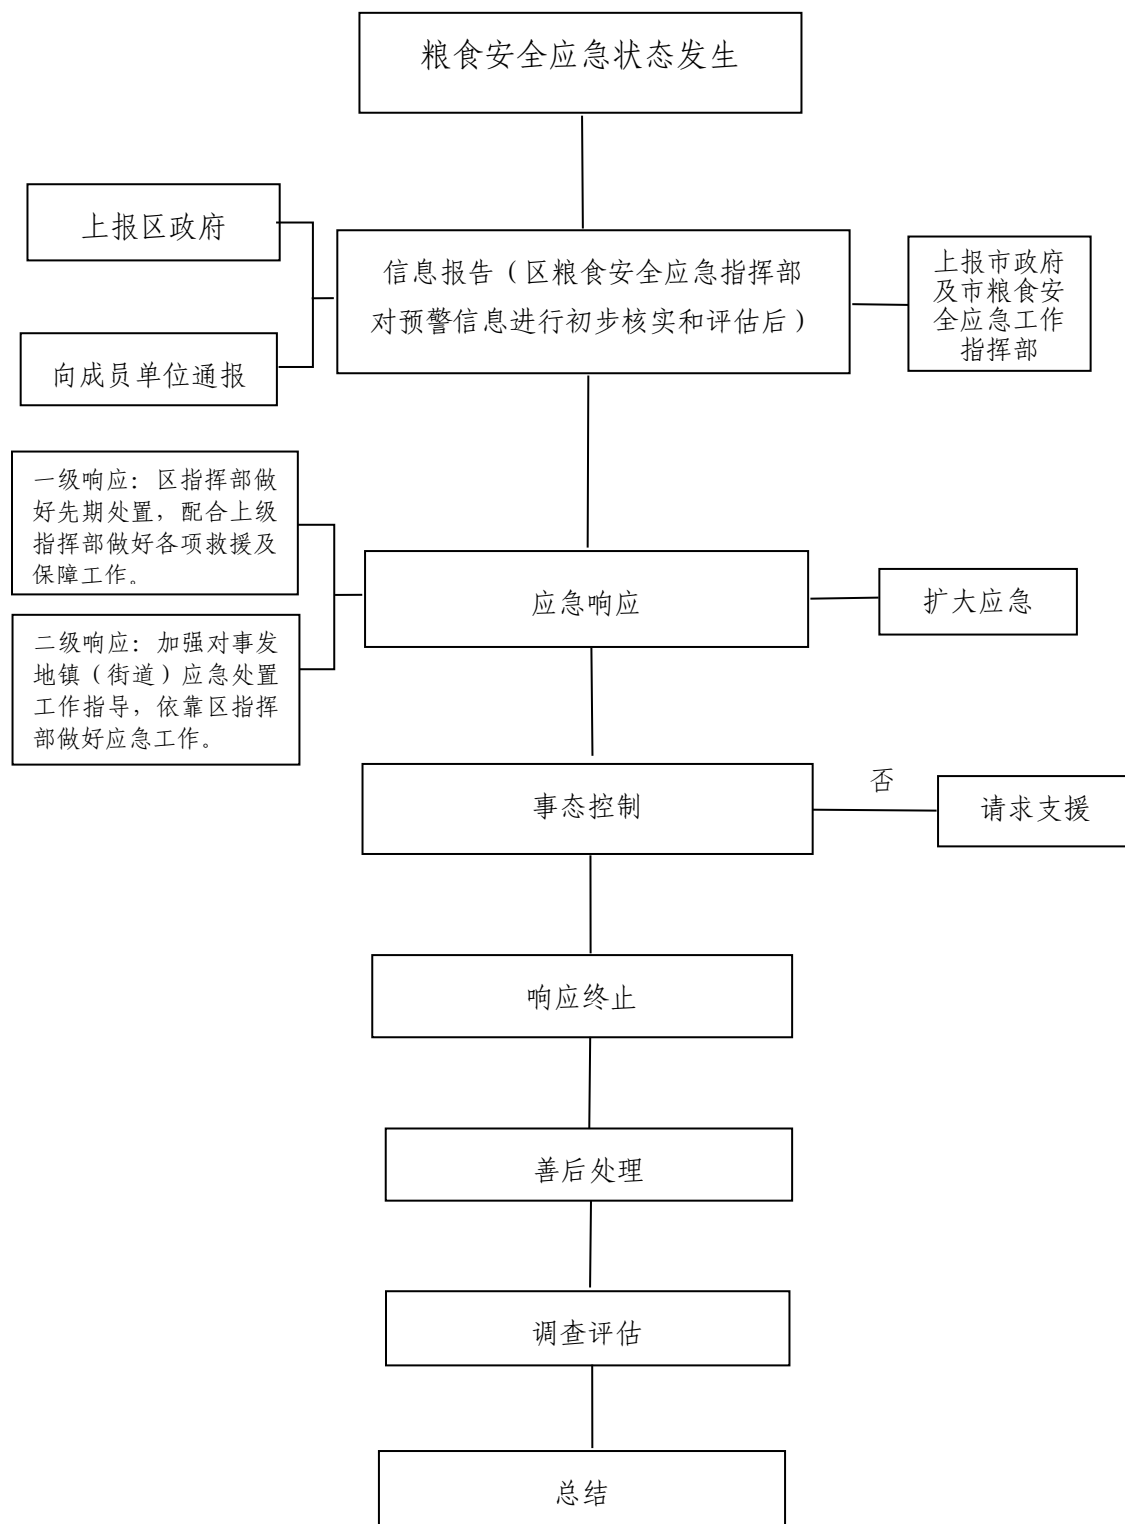 粮食安全应急状态发生
上报区政府
向成员单位通报
信息报告（区粮食安全应急指挥部
对预警信息进行初步核实和评估后）
上报市政府
及市粮食安
全应急工作
指挥部
一级响应：区指挥部做
好先期处置，配合上级
指挥部做好各项救援及
保障工作。
二级响应：加强对事发
地镇（街道）应急处置
工作指导，依靠区指挥
部做好应急工作。
应急响应
扩大应急
事态控制
否
请求支援
响应终止
善后处理
调查评估
总结